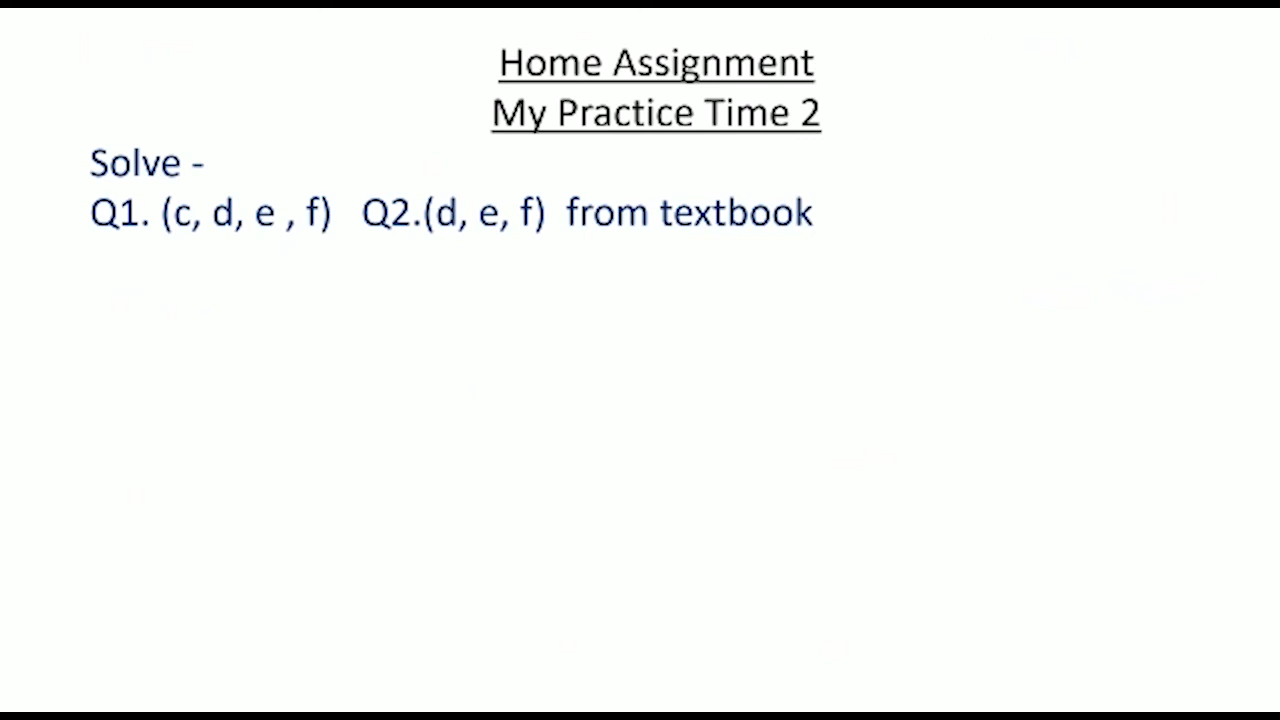 Home Assignment
My Practice Time 2
Solve -
Q1. (c, d, e , f)   Q2.(d, e, f)  from textbook